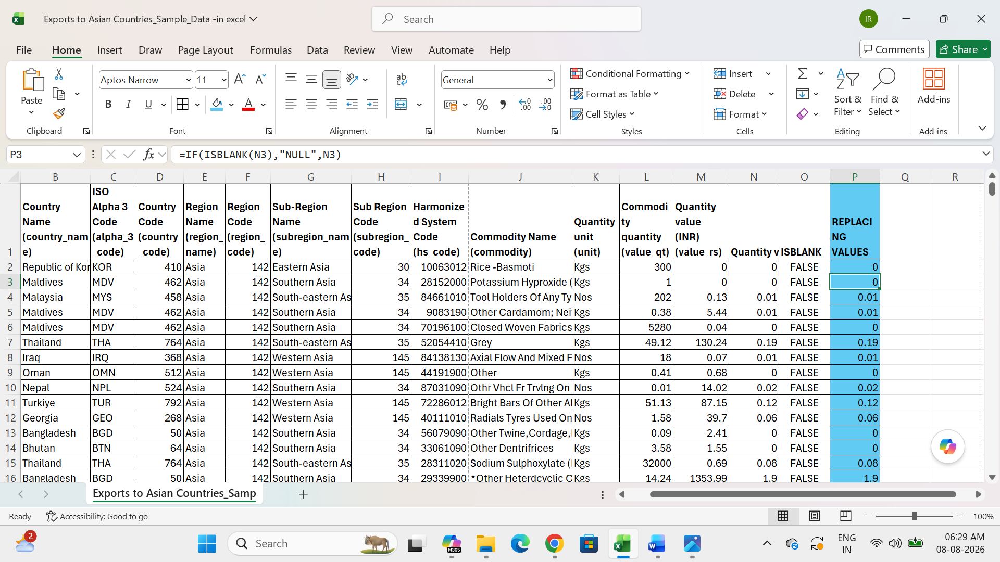 Exports to Asian Countries_Sample_Data -in excel
Search
IR
File Home Insert Draw Page Layout Formulas Data Review View Automate Help
Comments
Share
Paste
Aptos Narrow 11
General
Conditional Formatting
Format as Table
Cell Styles
Insert
Delete
Format
Sort & Filter
Find & Select
Add-ins
Clipboard Font Alignment Number Styles Cells Editing Add-ins
P3 =IF(ISBLANK(N3),"NULL",N3)
B C D E F G H I J K L M N O P Q R
1 Country Name (country_name) ISO Alpha 3 Code (alpha_3_code) Country Code (country_code) Region Name (region_name) Region Code (region_code) Sub-Region Name (subregion_name) Sub Region Code (subregion_code) Harmonized System Code (hs_code) Commodity Name (commodity) Quantity unit (unit) Commodity quantity (value_qt) Quantity value (INR) (value_rs) Quantity v ISBLANK REPLACING VALUES
2 Republic of Kor KOR 410 Asia 142 Eastern Asia 30 10063012 Rice -Basmoti Kgs 300 0 0 FALSE 0
3 Maldives MDV 462 Asia 142 Southern Asia 34 28152000 Potassium Hyproxide ( Kgs 1 0 0 FALSE 0
4 Malaysia MYS 458 Asia 142 South-eastern As 35 84661010 Tool Holders Of Any Ty Nos 202 0.13 0.01 FALSE 0.01
5 Maldives MDV 462 Asia 142 Southern Asia 34 9083190 Other Cardamom; Nei Kgs 0.38 5.44 0.01 FALSE 0.01
6 Maldives MDV 462 Asia 142 Southern Asia 34 70196100 Closed Woven Fabrics Kgs 5280 0.04 0 FALSE 0
7 Thailand THA 764 Asia 142 South-eastern As 35 52054410 Grey Kgs 49.12 130.24 0.19 FALSE 0.19
8 Iraq IRQ 368 Asia 142 Western Asia 145 84138130 Axial Flow And Mixed F Nos 18 0.07 0.01 FALSE 0.01
9 Oman OMN 512 Asia 142 Western Asia 145 44191900 Other Kgs 0.41 0.68 0 FALSE 0
10 Nepal NPL 524 Asia 142 Southern Asia 34 87031090 Othr Vhcl Fr Trvlng On Nos 0.01 14.02 0.02 FALSE 0.02
11 Turkiye TUR 792 Asia 142 Western Asia 145 72286012 Bright Bars Of Other Al Kgs 51.13 87.15 0.12 FALSE 0.12
12 Georgia GEO 268 Asia 142 Western Asia 145 40111010 Radials Tyres Used On Nos 1.58 39.7 0.06 FALSE 0.06
13 Bangladesh BGD 50 Asia 142 Southern Asia 34 56079090 Other Twine,Cordage, Kgs 0.09 2.41 0 FALSE 0
14 Bhutan BTN 64 Asia 142 Southern Asia 34 33061090 Other Dentrifrices Kgs 3.58 1.55 0 FALSE 0
15 Thailand THA 764 Asia 142 South-eastern As 35 28311020 Sodium Sulphoxylate ( Kgs 32000 0.69 0.08 FALSE 0.08
16 Bangladesh BGD 50 Asia 142 Southern Asia 34 29339900 *Other Heterdcyclic C Kgs 14.24 1353.99 1.9 FALSE 1.9
Exports to Asian Countries_Samp
Ready Accessibility: Good to go 100%
2
Search
M365
ENG
IN
06:29 AM
08-08-2026